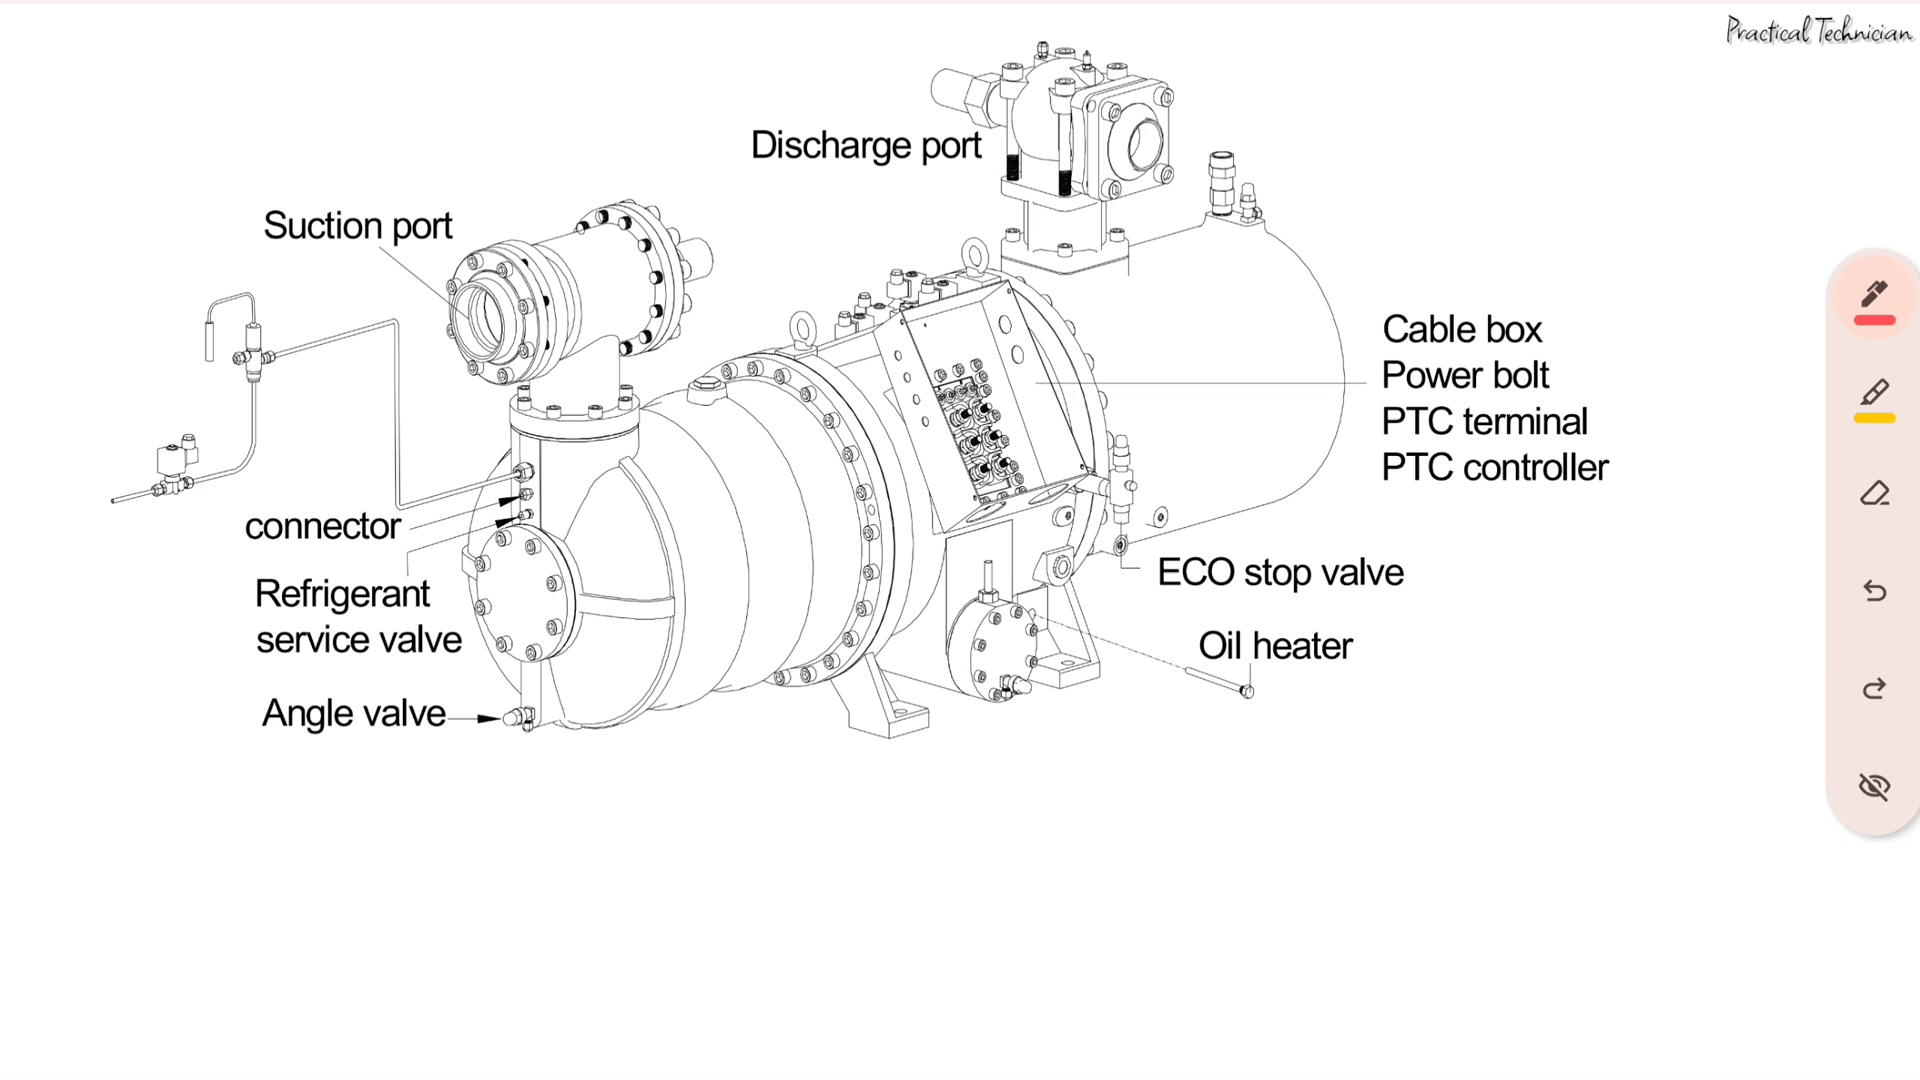 Practical Technician
Discharge port
Suction port
Cable box
Power bolt
PTC terminal
PTC controller
connector
ECO stop valve
Refrigerant
service valve
Oil heater
Angle valve